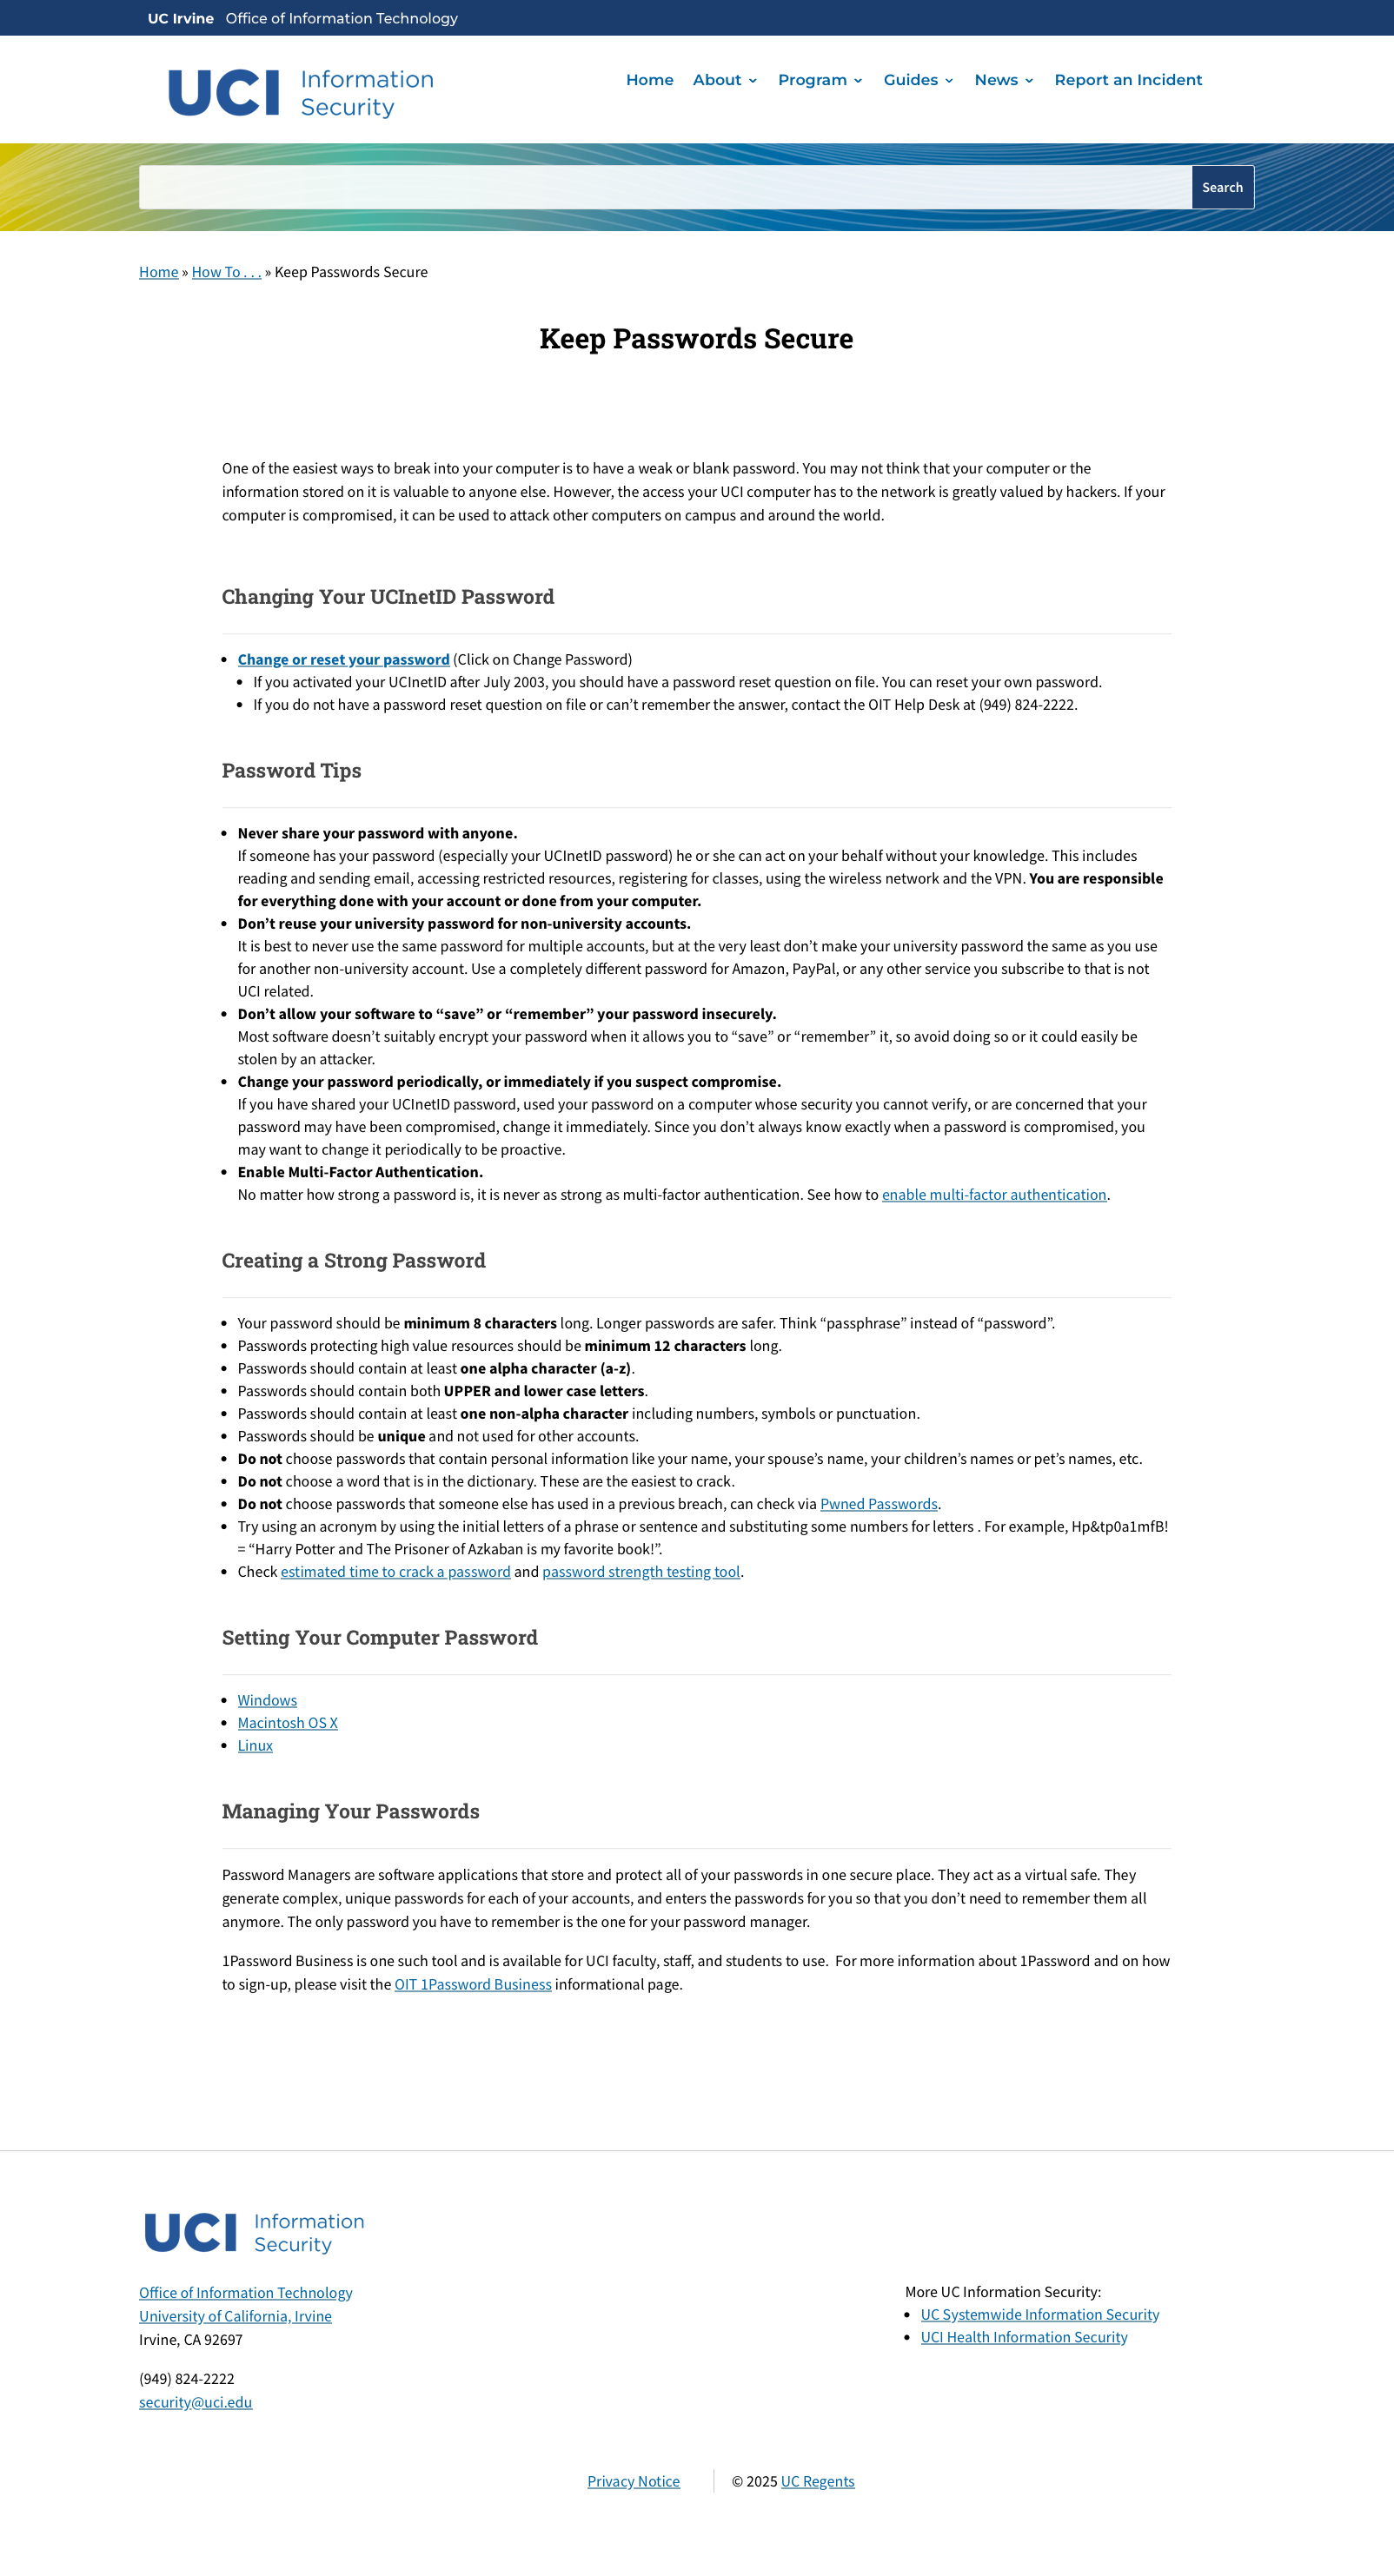 UC Irvine Office of Information Technology
UCI Information
Security
Home About Program Guides News Report an Incident
Search
Home » How To . . . » Keep Passwords Secure
Keep Passwords Secure
One of the easiest ways to break into your computer is to have a weak or blank password. You may not think that your computer or the
information stored on it is valuable to anyone else. However, the access your UCI computer has to the network is greatly valued by hackers. If your
computer is compromised, it can be used to attack other computers on campus and around the world.
Changing Your UCInetID Password
• Change or reset your password (Click on Change Password)
• If you activated your UCInetID after July 2003, you should have a password reset question on file. You can reset your own password.
• If you do not have a password reset question on file or can’t remember the answer, contact the OIT Help Desk at (949) 824-2222.
Password Tips
• Never share your password with anyone.
If someone has your password (especially your UCInetID password) he or she can act on your behalf without your knowledge. This includes
reading and sending email, accessing restricted resources, registering for classes, using the wireless network and the VPN. You are responsible
for everything done with your account or done from your computer.
• Don’t reuse your university password for non-university accounts.
It is best to never use the same password for multiple accounts, but at the very least don’t make your university password the same as you use
for another non-university account. Use a completely different password for Amazon, PayPal, or any other service you subscribe to that is not
UCI related.
• Don’t allow your software to “save” or “remember” your password insecurely.
Most software doesn’t suitably encrypt your password when it allows you to “save” or “remember” it, so avoid doing so or it could easily be
stolen by an attacker.
• Change your password periodically, or immediately if you suspect compromise.
If you have shared your UCInetID password, used your password on a computer whose security you cannot verify, or are concerned that your
password may have been compromised, change it immediately. Since you don’t always know exactly when a password is compromised, you
may want to change it periodically to be proactive.
• Enable Multi-Factor Authentication.
No matter how strong a password is, it is never as strong as multi-factor authentication. See how to enable multi-factor authentication.
Creating a Strong Password
• Your password should be minimum 8 characters long. Longer passwords are safer. Think “passphrase” instead of “password”.
• Passwords protecting high value resources should be minimum 12 characters long.
• Passwords should contain at least one alpha character (a-z).
• Passwords should contain both UPPER and lower case letters.
• Passwords should contain at least one non-alpha character including numbers, symbols or punctuation.
• Passwords should be unique and not used for other accounts.
• Do not choose passwords that contain personal information like your name, your spouse’s name, your children’s names or pet’s names, etc.
• Do not choose a word that is in the dictionary. These are the easiest to crack.
• Do not choose passwords that someone else has used in a previous breach, can check via Pwned Passwords.
• Try using an acronym by using the initial letters of a phrase or sentence and substituting some numbers for letters . For example, Hp&tp0a1mfB!
= “Harry Potter and The Prisoner of Azkaban is my favorite book!”.
• Check estimated time to crack a password and password strength testing tool.
Setting Your Computer Password
• Windows
• Macintosh OS X
• Linux
Managing Your Passwords
Password Managers are software applications that store and protect all of your passwords in one secure place. They act as a virtual safe. They
generate complex, unique passwords for each of your accounts, and enters the passwords for you so that you don’t need to remember them all
anymore. The only password you have to remember is the one for your password manager.
1Password Business is one such tool and is available for UCI faculty, staff, and students to use. For more information about 1Password and on how
to sign-up, please visit the OIT 1Password Business informational page.
UCI Information
Security
Office of Information Technology
University of California, Irvine
Irvine, CA 92697
(949) 824-2222
security@uci.edu
More UC Information Security:
• UC Systemwide Information Security
• UCI Health Information Security
Privacy Notice
© 2025 UC Regents